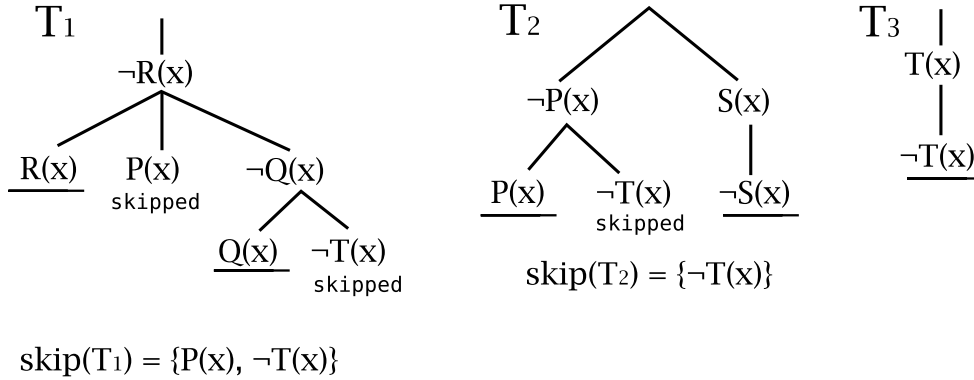 T1
¬R(x)
R(x) P(x) ¬Q(x)
skipped
Q(x) ¬T(x)
skipped
skip(T1) = {P(x), ¬T(x)}
T2
¬P(x) S(x)
P(x) ¬T(x) ¬S(x)
skipped
skip(T2) = {¬T(x)}
T3
T(x)
¬T(x)